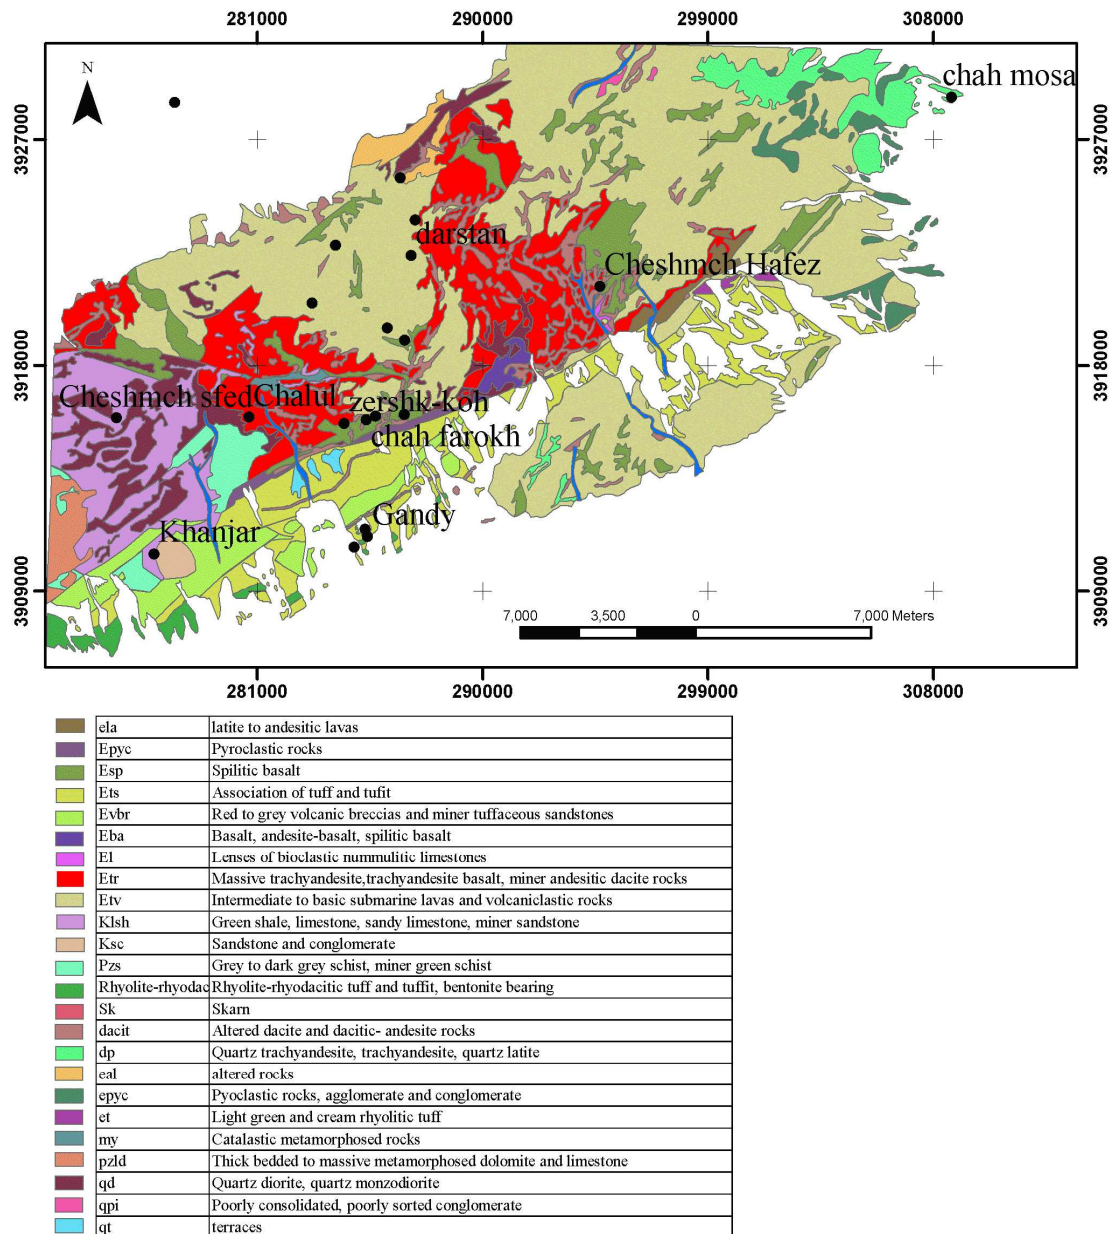 281000 290000 299000 308000
N
chah mosa
3927000 3927000
darstan
Cheshmch Hafez
3918000 3918000
Cheshmch sfed Chalul zershk-koh
chah farokh
Gandy
Khanjar
3909000 3909000
7,000 3,500 0 7,000 Meters
281000 290000 299000 308000
ela latite to andesitic lavas
Epyc Pyroclastic rocks
Esp Spilitic basalt
Ets Association of tuff and tufit
Evbr Red to grey volcanic breccias and miner tuffaceous sandstones
Eba Basalt, andesite-basalt, spilitic basalt
El Lenses of bioclastic nummulitic limestones
Etr Massive trachyandesite,trachyandesite basalt, miner andesitic dacite rocks
Etv Intermediate to basic submarine lavas and volcaniclastic rocks
Klsh Green shale, limestone, sandy limestone, miner sandstone
Ksc Sandstone and conglomerate
Pzs Grey to dark grey schist, miner green schist
Rhyolite-rhyodac Rhyolite-rhyodacitic tuff and tuffit, bentonite bearing
Sk Skarn
dacit Altered dacite and dacitic- andesite rocks
dp Quartz trachyandesite, trachyandesite, quartz latite
eal altered rocks
epyc Pyoclastic rocks, agglomerate and conglomerate
et Light green and cream rhyolitic tuff
my Catalastic metamorphosed rocks
pzld Thick bedded to massive metamorphosed dolomite and limestone
qd Quartz diorite, quartz monzodiorite
qpi Poorly consolidated, poorly sorted conglomerate
qt terraces